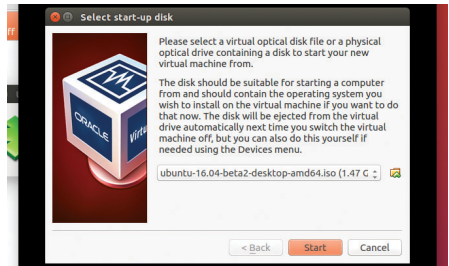 Select start-up disk
Please select a virtual optical disk file or a physical
optical drive containing a disk to start your new
virtual machine from.
The disk should be suitable for starting a computer
from and should contain the operating system you
wish to install on the virtual machine if you want to do
that now. The disk will be ejected from the virtual
drive automatically next time you switch the virtual
machine off, but you can also do this yourself if
needed using the Devices menu.
ORACLE
ubuntu-16.04-beta2-desktop-amd64.iso (1.47 G
< Back
Start
Cancel